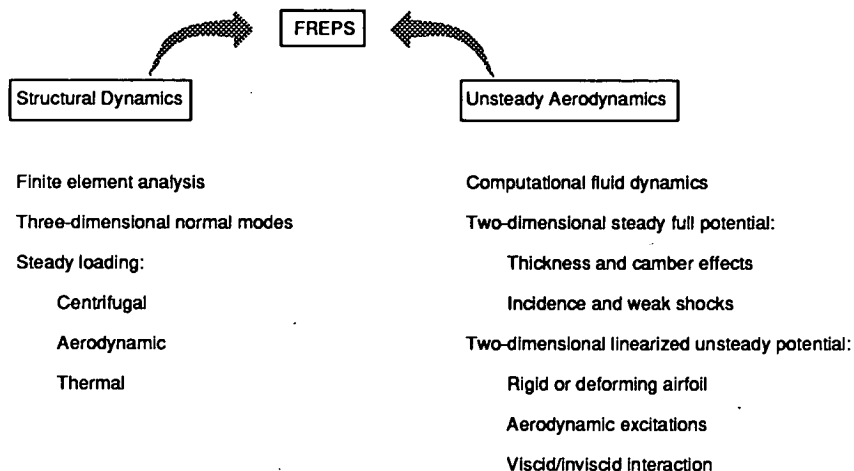 FREPS
Structural Dynamics
Finite element analysis
Three-dimensional normal modes
Steady loading:
Centrifugal
Aerodynamic
Thermal
Unsteady Aerodynamics
Computational fluid dynamics
Two-dimensional steady full potential:
Thickness and camber effects
Incidence and weak shocks
Two-dimensional linearized unsteady potential:
Rigid or deforming airfoil
Aerodynamic excitations
Viscid/inviscid interaction